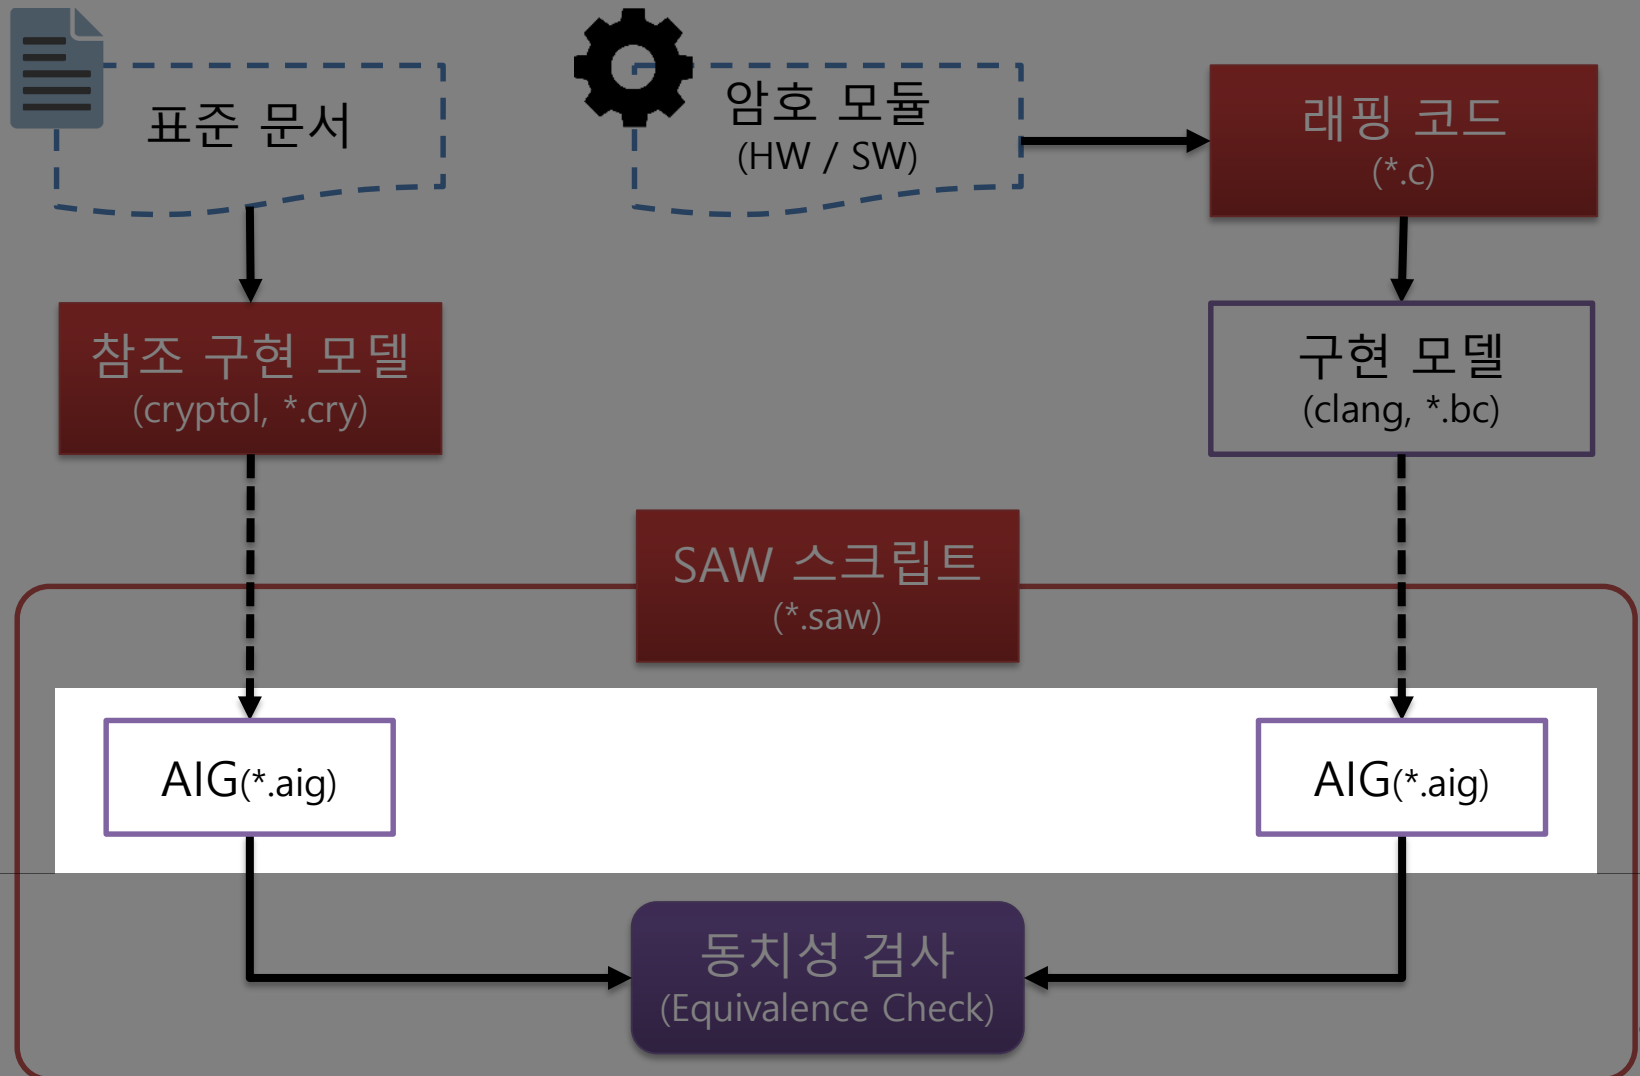 표준 문서
암호 모듈
(HW / SW)
래핑 코드
(*.c)
참조 구현 모델
(cryptol, *.cry)
구현 모델
(clang, *.bc)
SAW 스크립트
(*.saw)
AIG(*.aig)
AIG(*.aig)
동치성 검사
(Equivalence Check)